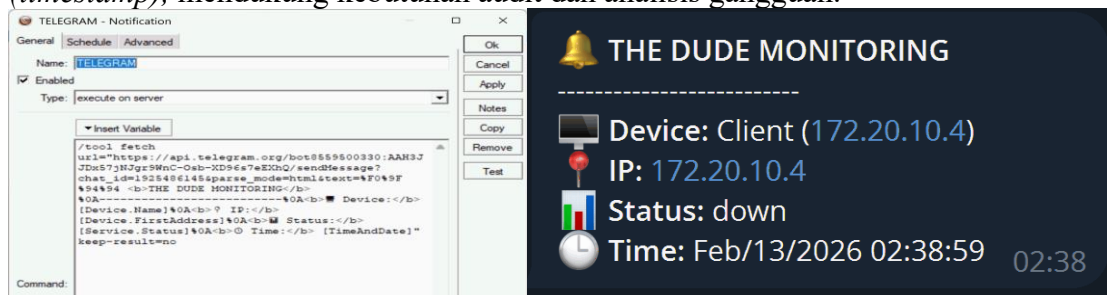 (timestamp), mendukung kebutuhan audit dan analisis gangguan.
TELEGRAM - Notification
General Schedule Advanced
Name: TELEGRAM
Enabled
Type: execute on server
Insert Variable
/tool fetch
url="https://api.telegram.org/bot8559500330:AAH3J
JDx57jNJgr9WnC-Osb-XD96s7eEXhQ/sendMessage?
chat_id=1925406145&parse_mode=html&text=%F0%9F
%94%94 <b>THE DUDE MONITORING</b>
%0A--------------------------%0A<b>🖥 Device:</b>
[Device.Name]%0A<b>? IP:</b>
[Device.FirstAddress]%0A<b>📊 Status:</b>
[Service.Status]%0A<b>🕒 Time:</b> [TimeAndDate]"
keep-result=no
Command:
Ok
Cancel
Apply
Notes
Copy
Remove
Test
🔔 THE DUDE MONITORING
--------------------------
🖥 Device: Client (172.20.10.4)
📍 IP: 172.20.10.4
📊 Status: down
🕒 Time: Feb/13/2026 02:38:59
02:38